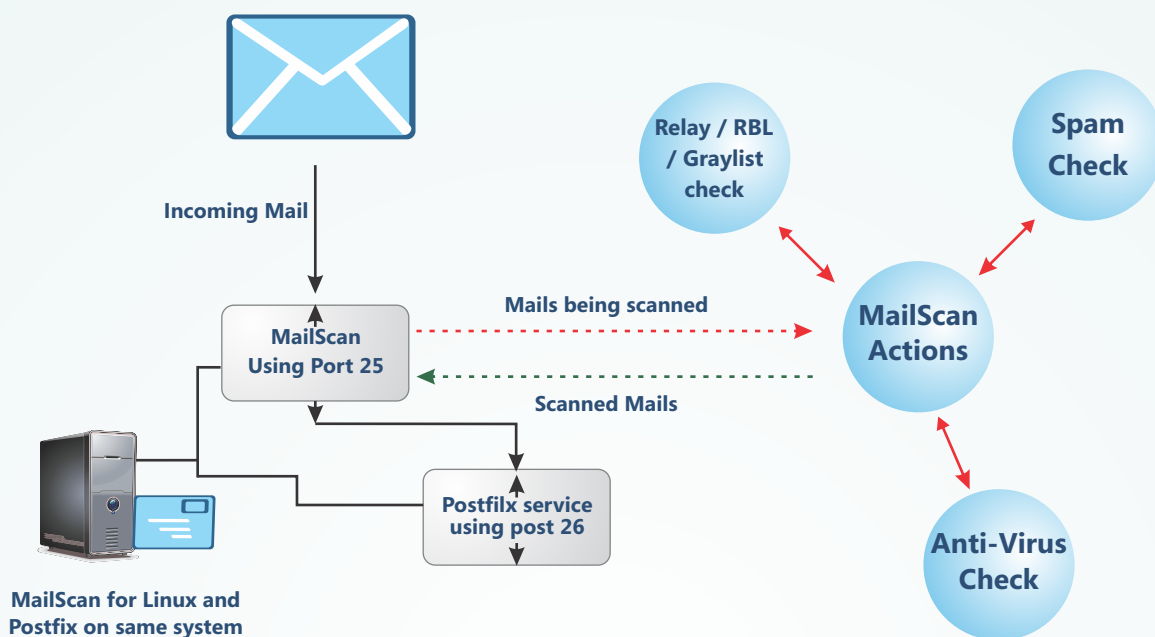 Relay / RBL
/ Graylist
check
Spam
Check
Incoming Mail
MailScan
Using Port 25
Mails being scanned
Scanned Mails
MailScan
Actions
Postfilx service
using post 26
Anti-Virus
Check
MailScan for Linux and
Postfix on same system